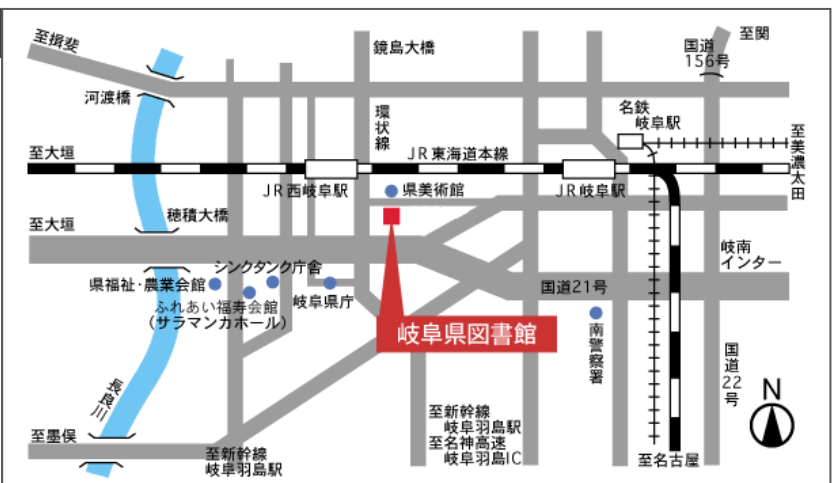 至揖斐
鏡島大橋
国道
156号
至関
河渡橋
環状線
名鉄
岐阜駅
至大垣
JR東海道本線
至美濃太田
JR西岐阜駅
県美術館
JR岐阜駅
穂積大橋
至大垣
岐南
インター
シンクタンク庁舎
県福祉・農業会館
ふれあい福寿会館
(サラマンカホール)
岐阜県庁
国道21号
岐阜県図書館
南警察署
国道22号
長良川
N
至新幹線
岐阜羽島駅
至名神高速
岐阜羽島IC
至墨俣
至新幹線
岐阜羽島駅
至名古屋